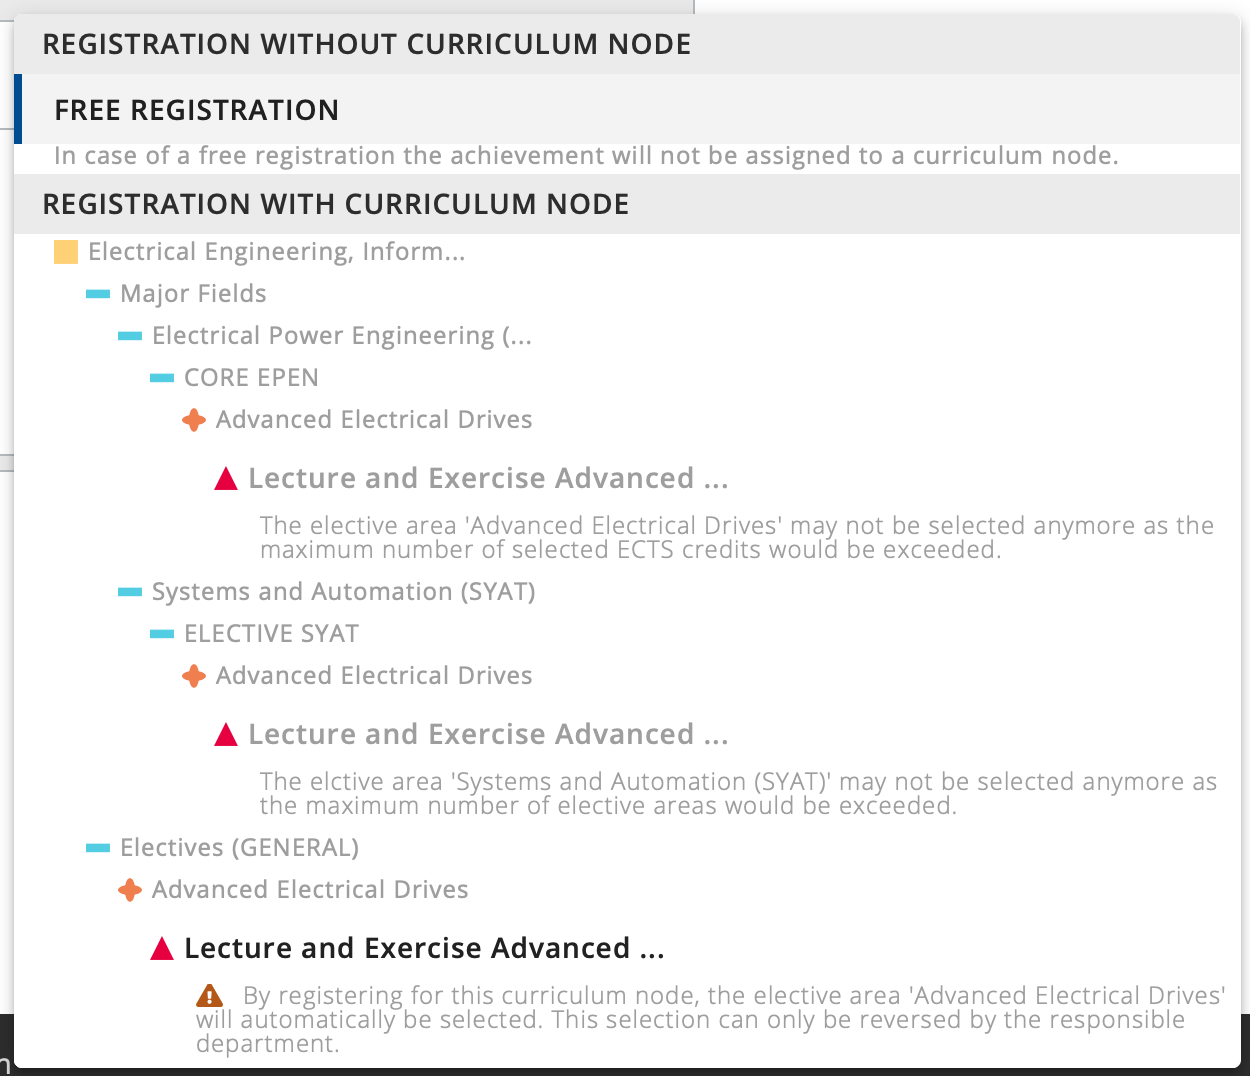 REGISTRATION WITHOUT CURRICULUM NODE
FREE REGISTRATION
In case of a free registration the achievement will not be assigned to a curriculum node.
REGISTRATION WITH CURRICULUM NODE
Electrical Engineering, Inform...
Major Fields
Electrical Power Engineering (...
CORE EPEN
Advanced Electrical Drives
Lecture and Exercise Advanced ...
The elective area 'Advanced Electrical Drives' may not be selected anymore as the
maximum number of selected ECTS credits would be exceeded.
Systems and Automation (SYAT)
ELECTIVE SYAT
Advanced Electrical Drives
Lecture and Exercise Advanced ...
The elctive area 'Systems and Automation (SYAT)' may not be selected anymore as
the maximum number of elective areas would be exceeded.
Electives (GENERAL)
Advanced Electrical Drives
Lecture and Exercise Advanced ...
By registering for this curriculum node, the elective area 'Advanced Electrical Drives'
will automatically be selected. This selection can only be reversed by the responsible
department.